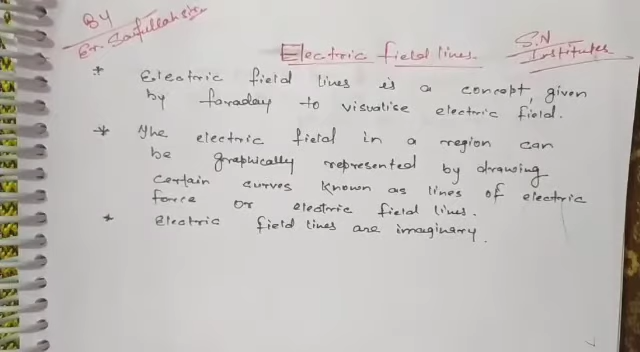 By
Er. Saifullah sir
Electric field lines.
S.N
Institutes
* Electric field lines is a concept, given
by faraday to visualise electric field.
* The electric field in a region can
be graphically represented by drawing
certain curves known as lines of electric
force or electric field lines.
* Electric field lines are imaginary.